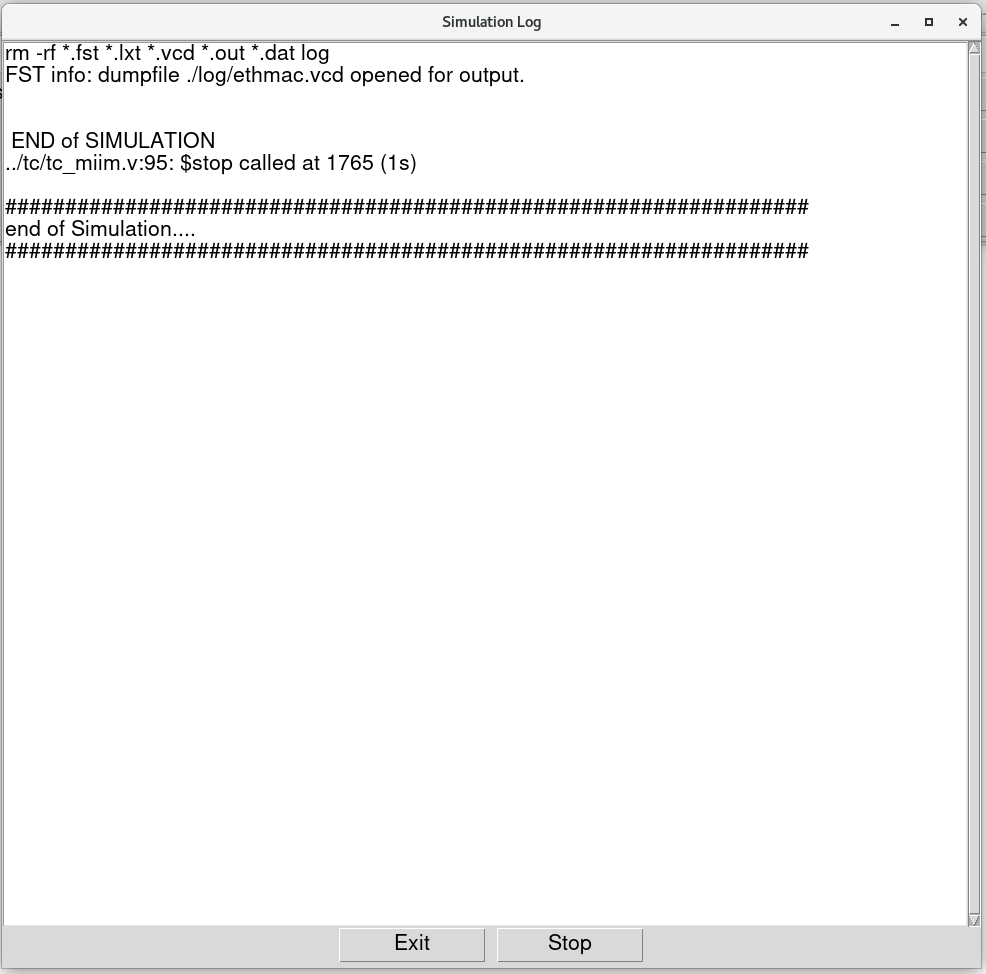 Simulation Log
rm -rf *.fst *.lxt *.vcd *.out *.dat log
FST info: dumpfile ./log/ethmac.vcd opened for output.
END of SIMULATION
../tc/tc_miim.v:95: $stop called at 1765 (1s)
###################################################################
end of Simulation....
###################################################################
Exit
Stop